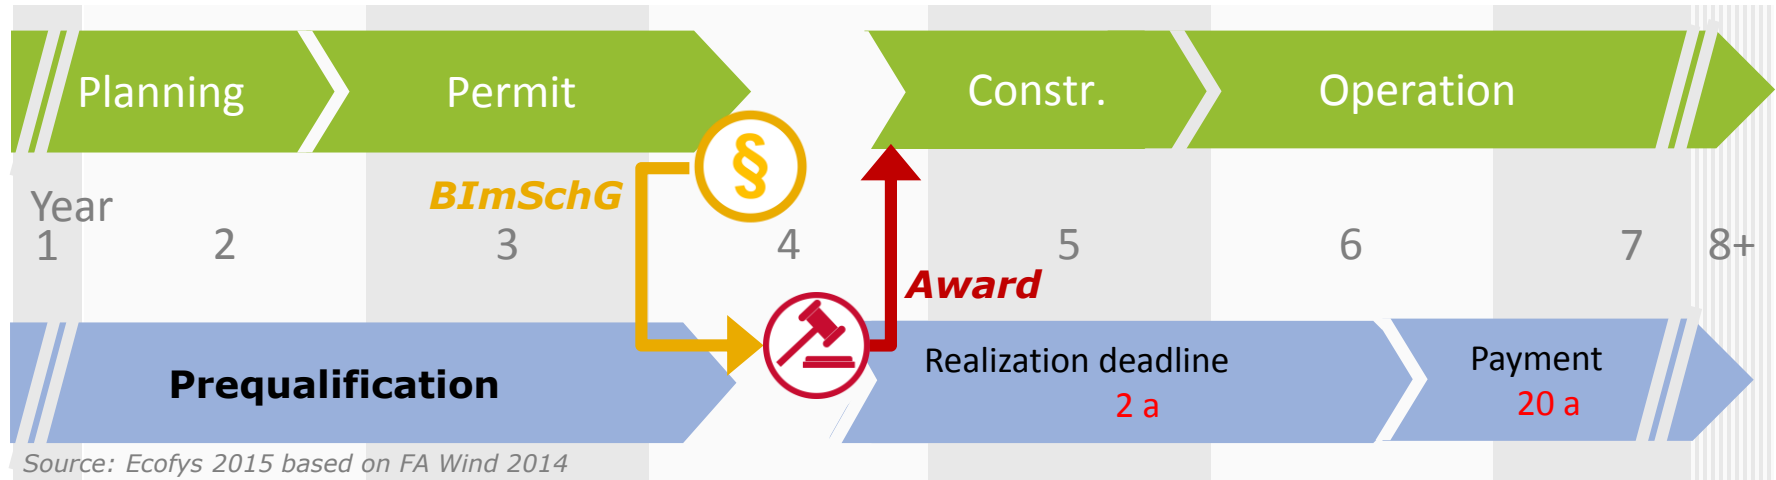 Planning
Permit
Constr.
Operation
§
BImSchG
Year
1
2
3
4
5
6
7
8+
Award
Prequalification
Realization deadline
2 a
Payment
20 a
Source: Ecofys 2015 based on FA Wind 2014